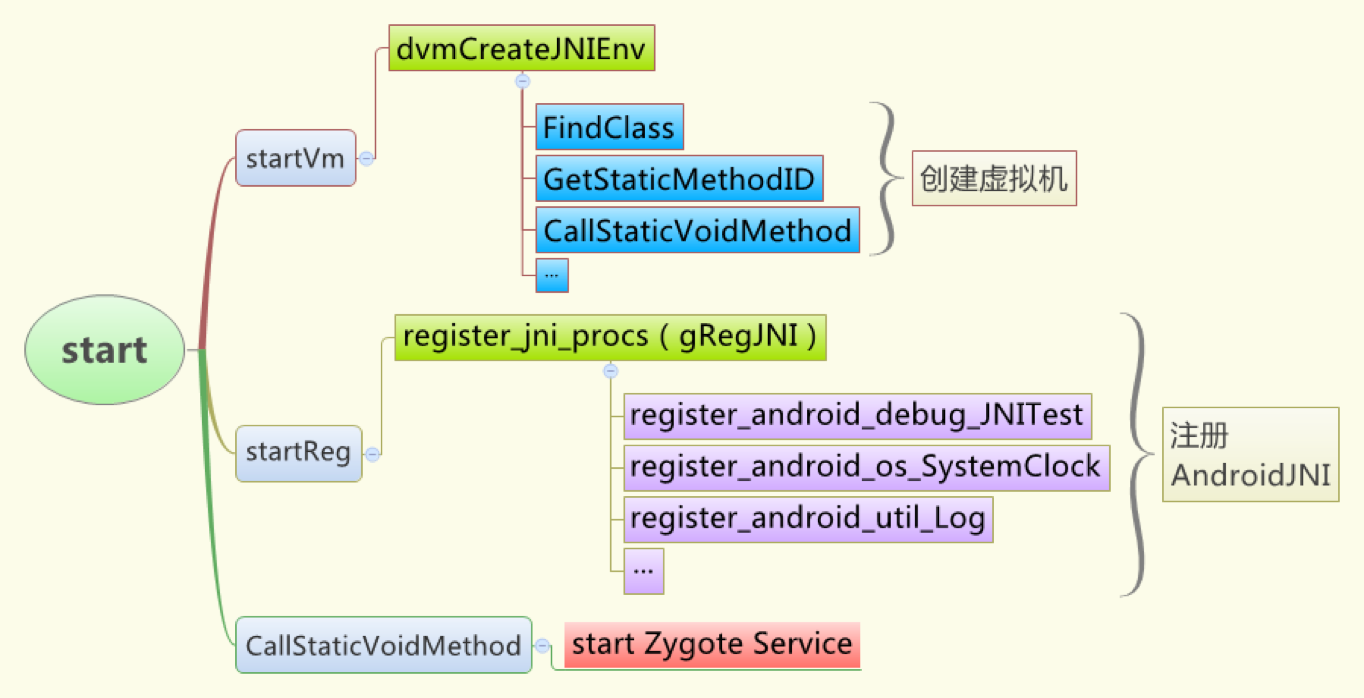 start
startVm
dvmCreateJNIEnv
FindClass
GetStaticMethodID
CallStaticVoidMethod
...
创建虚拟机
startReg
register_jni_procs ( gRegJNI )
register_android_debug_JNITest
register_android_os_SystemClock
register_android_util_Log
...
注册
AndroidJNI
CallStaticVoidMethod
start Zygote Service